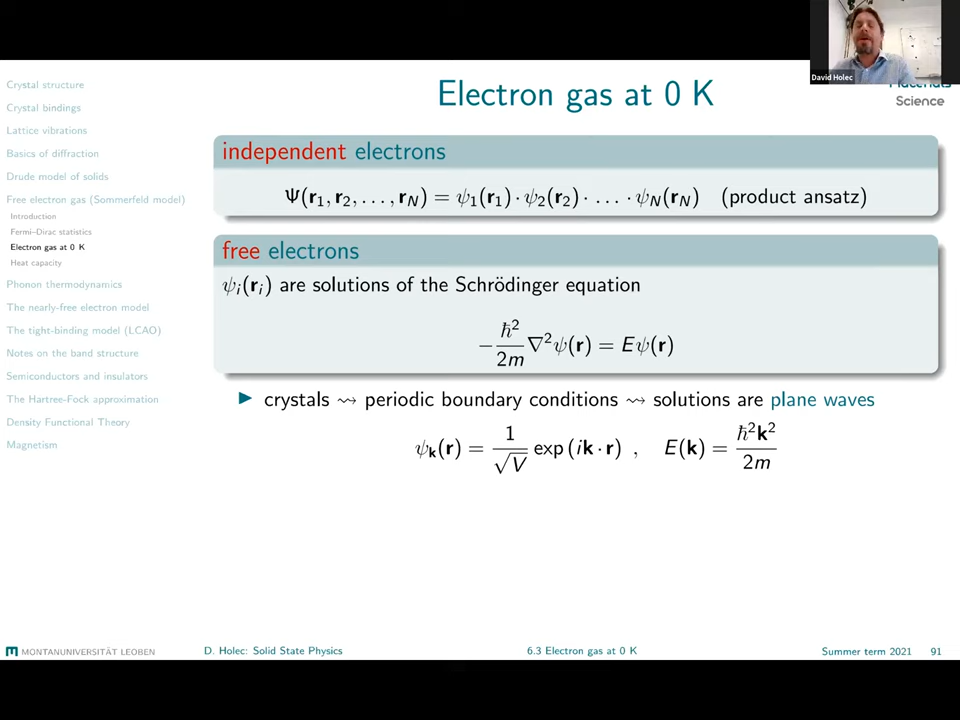 David Holec
Materials
Science
Electron gas at 0 K
Crystal structure
Crystal bindings
Lattice vibrations
Basics of diffraction
Drude model of solids
Free electron gas (Sommerfeld model)
Introduction
Fermi–Dirac statistics
Electron gas at 0 K
Heat capacity
Phonon thermodynamics
The nearly-free electron model
The tight-binding model (LCAO)
Notes on the band structure
Semiconductors and insulators
The Hartree-Fock approximation
Density Functional Theory
Magnetism
independent electrons
Ψ(r₁, r₂, . . . , r_N) = ψ₁(r₁) · ψ₂(r₂) · . . . · ψ_N(r_N) (product ansatz)
free electrons
ψᵢ(rᵢ) are solutions of the Schrödinger equation
−ℏ²/2m ∇²ψ(r) = Eψ(r)
▶ crystals ⇝ periodic boundary conditions ⇝ solutions are plane waves
ψ_k(r) = 1/√V exp (ik · r) , E(k) = ℏ²k²/2m
MONTANUNIVERSITÄT LEOBEN
D. Holec: Solid State Physics
6.3 Electron gas at 0 K
Summer term 2021 91